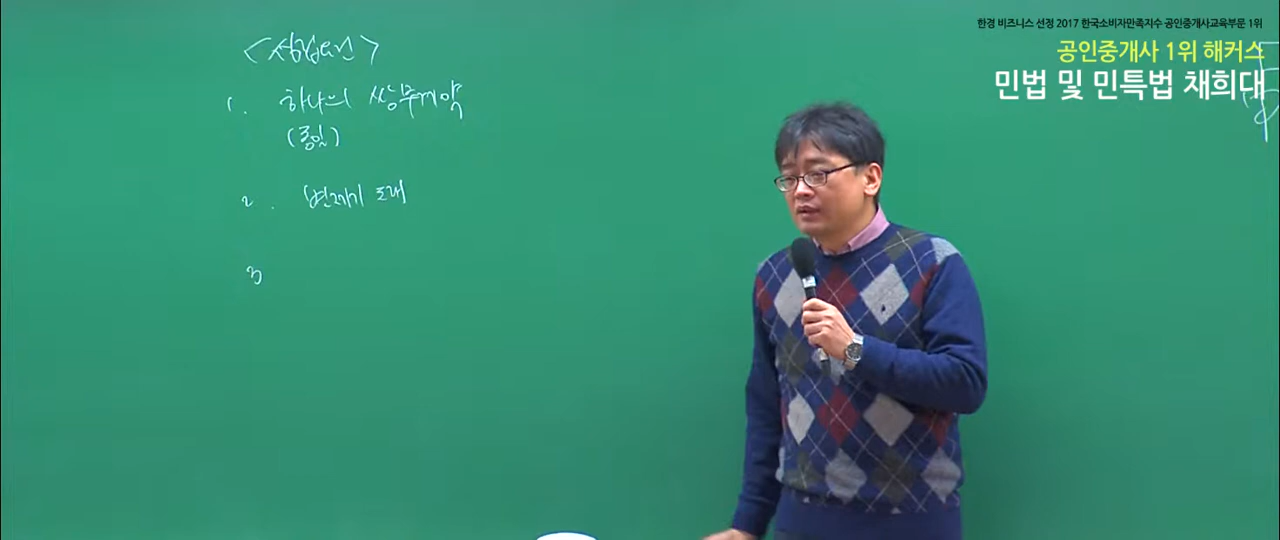 <성립요건>
1. 하나의 쌍무계약
(동일)
2. 변제기 도래
3
한경 비즈니스 선정 2017 한국소비자만족지수 공인중개사교육부문 1위
공인중개사 1위 해커스
민법 및 민특법 채희대